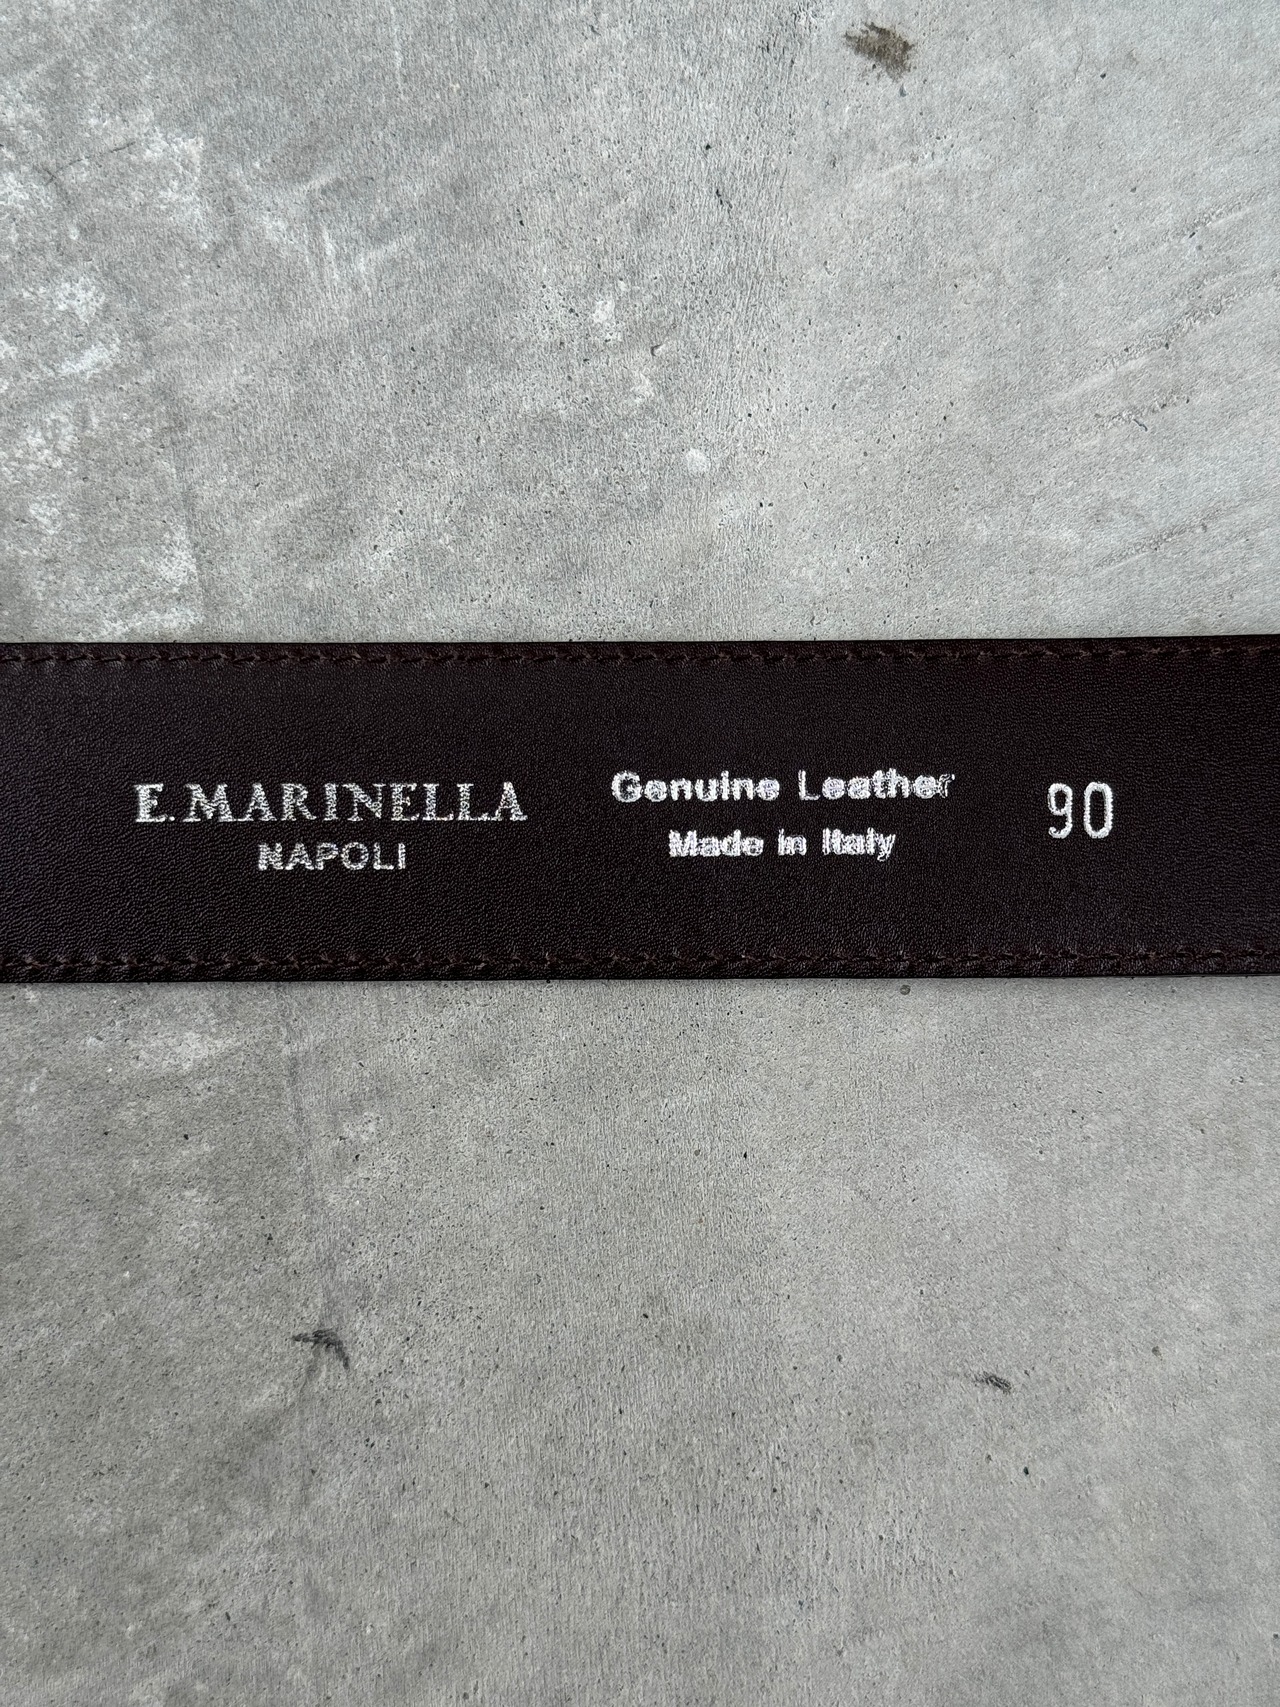 E. MARINELLA
NAPOLI
Genuine Leather
Made in Italy
90